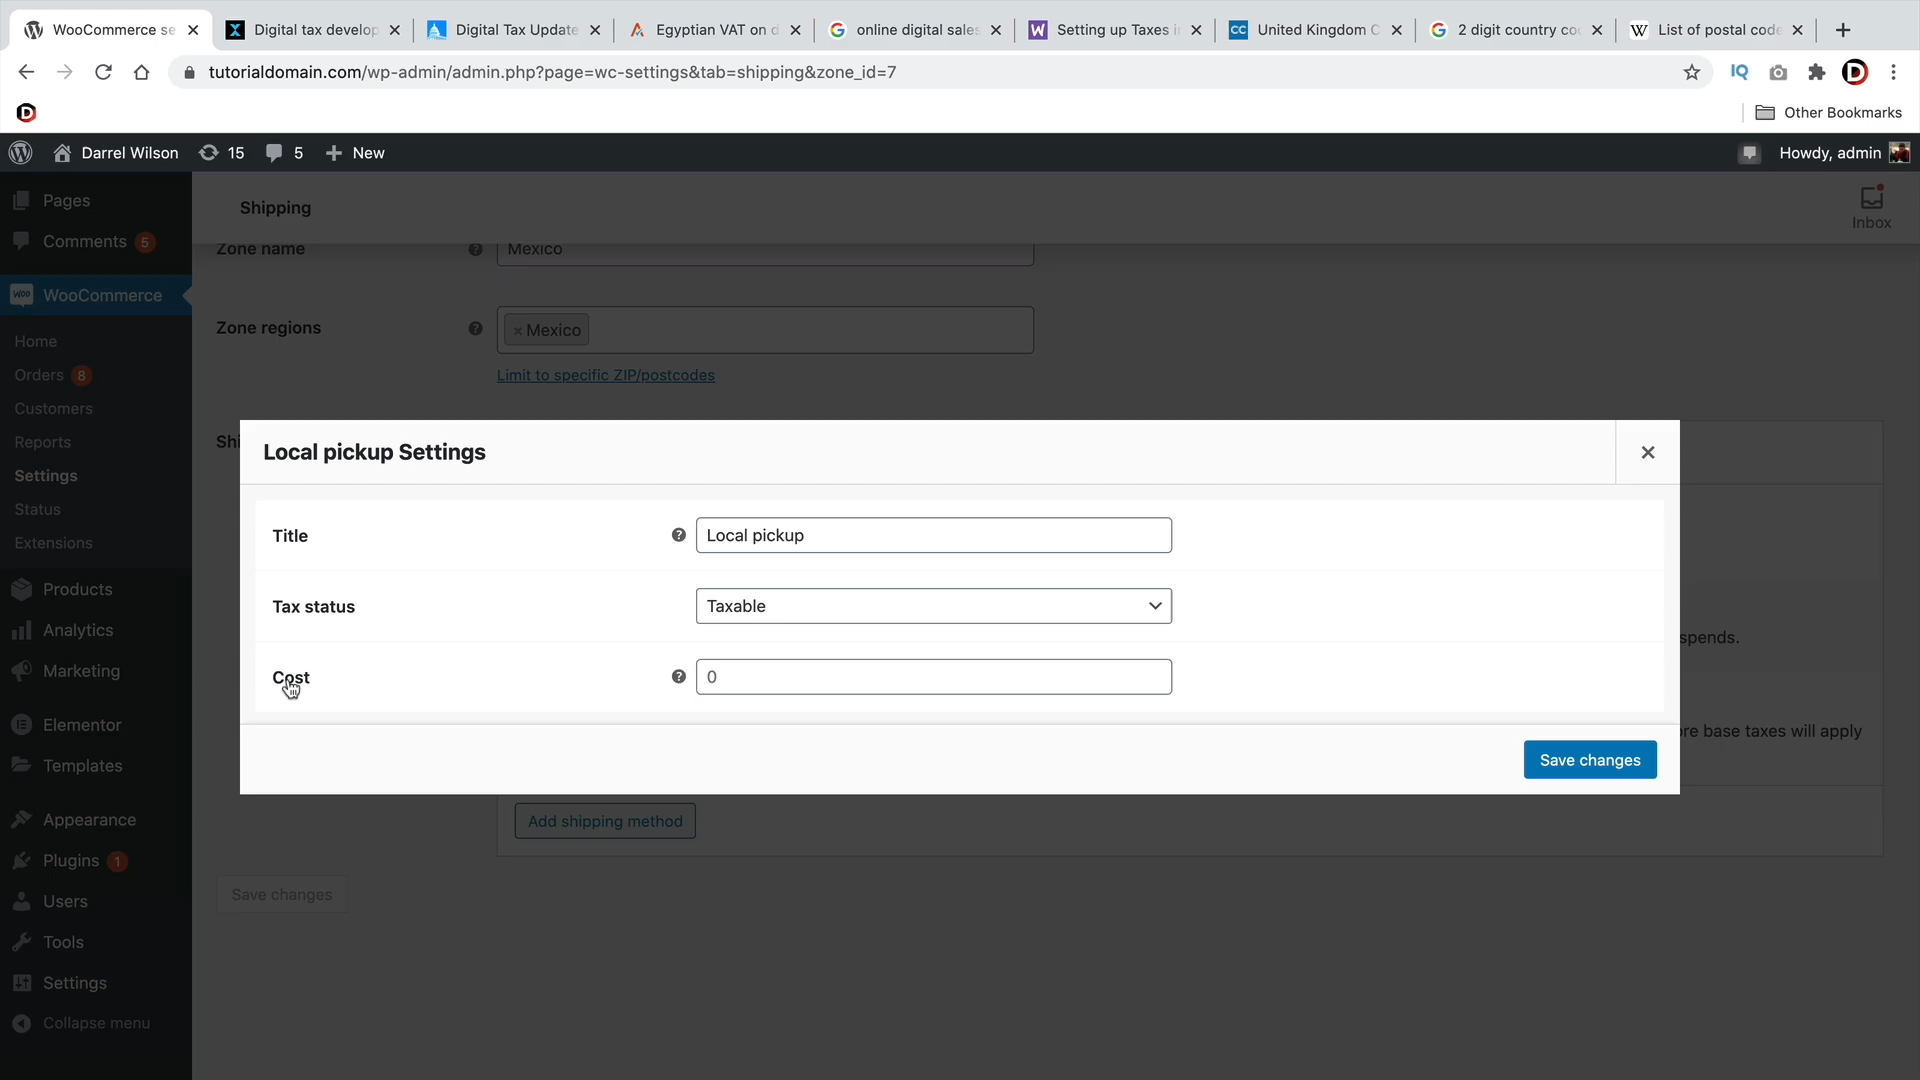 WooCommerce se
Digital tax develop
Digital Tax Update
Egyptian VAT on d
online digital sales
Setting up Taxes i
CC
United Kingdom C
2 digit country co
List of postal code
tutorialdomain.com/wp-admin/admin.php?page=wc-settings&tab=shipping&zone_id=7
IQ
Other Bookmarks
Darrel Wilson
15
5
New
Howdy, admin
Pages
Comments 5
WooCommerce
Home
Orders 8
Customers
Reports
Settings
Status
Extensions
Products
Analytics
Marketing
Elementor
Templates
Appearance
Plugins 1
Users
Tools
Settings
Collapse menu
Shipping
Inbox
Zone name
Mexico
Zone regions
× Mexico
Limit to specific ZIP/postcodes
Shi
Local pickup Settings
Title
Local pickup
Tax status
Taxable
Cost
0
Save changes
spends.
re base taxes will apply
Add shipping method
Save changes